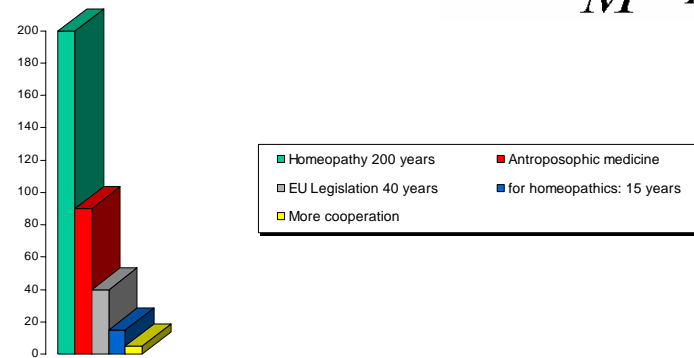 M
200
180
160
140
120
100
80
60
40
20
0
Homeopathy 200 years
Antroposophic medicine
EU Legislation 40 years
for homeopathics: 15 years
More cooperation